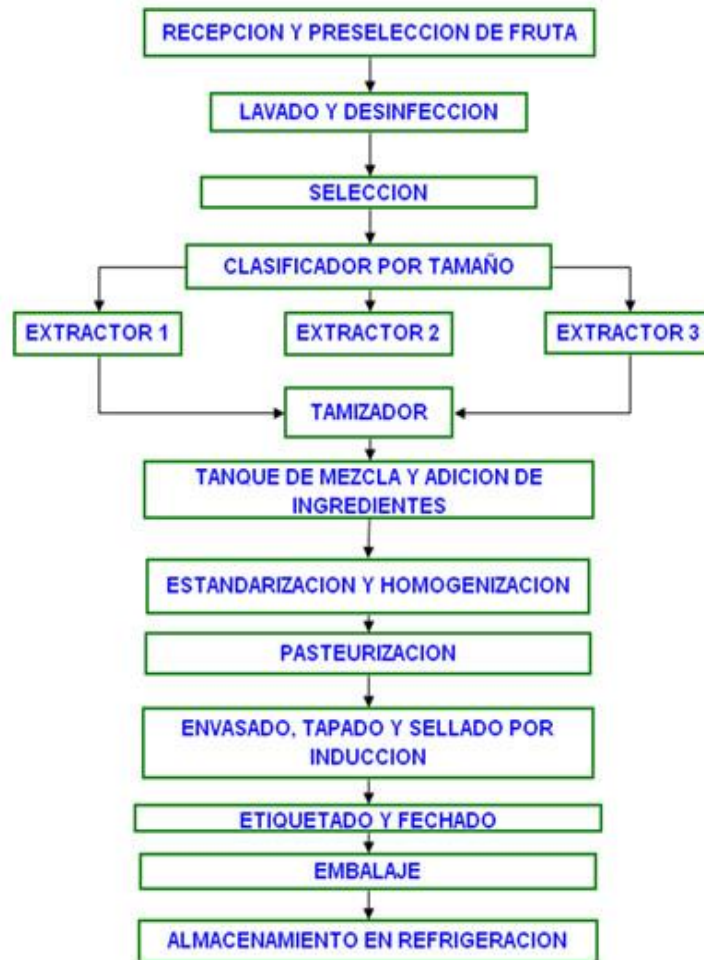 RECEPCION Y PRESELECCION DE FRUTA
LAVADO Y DESINFECCION
SELECCION
CLASIFICADOR POR TAMAÑO
EXTRACTOR 1
EXTRACTOR 2
EXTRACTOR 3
TAMIZADOR
TANQUE DE MEZCLA Y ADICION DE
INGREDIENTES
ESTANDARIZACION Y HOMOGENIZACION
PASTEURIZACION
ENVASADO, TAPADO Y SELLADO POR
INDUCCION
ETIQUETADO Y FECHADO
EMBALAJE
ALMACENAMIENTO EN REFRIGERACION